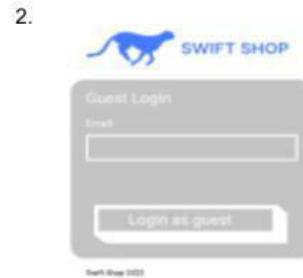 2.
SWIFT SHOP
Guest Login
Email:
Login as guest
Swift Shop 2022